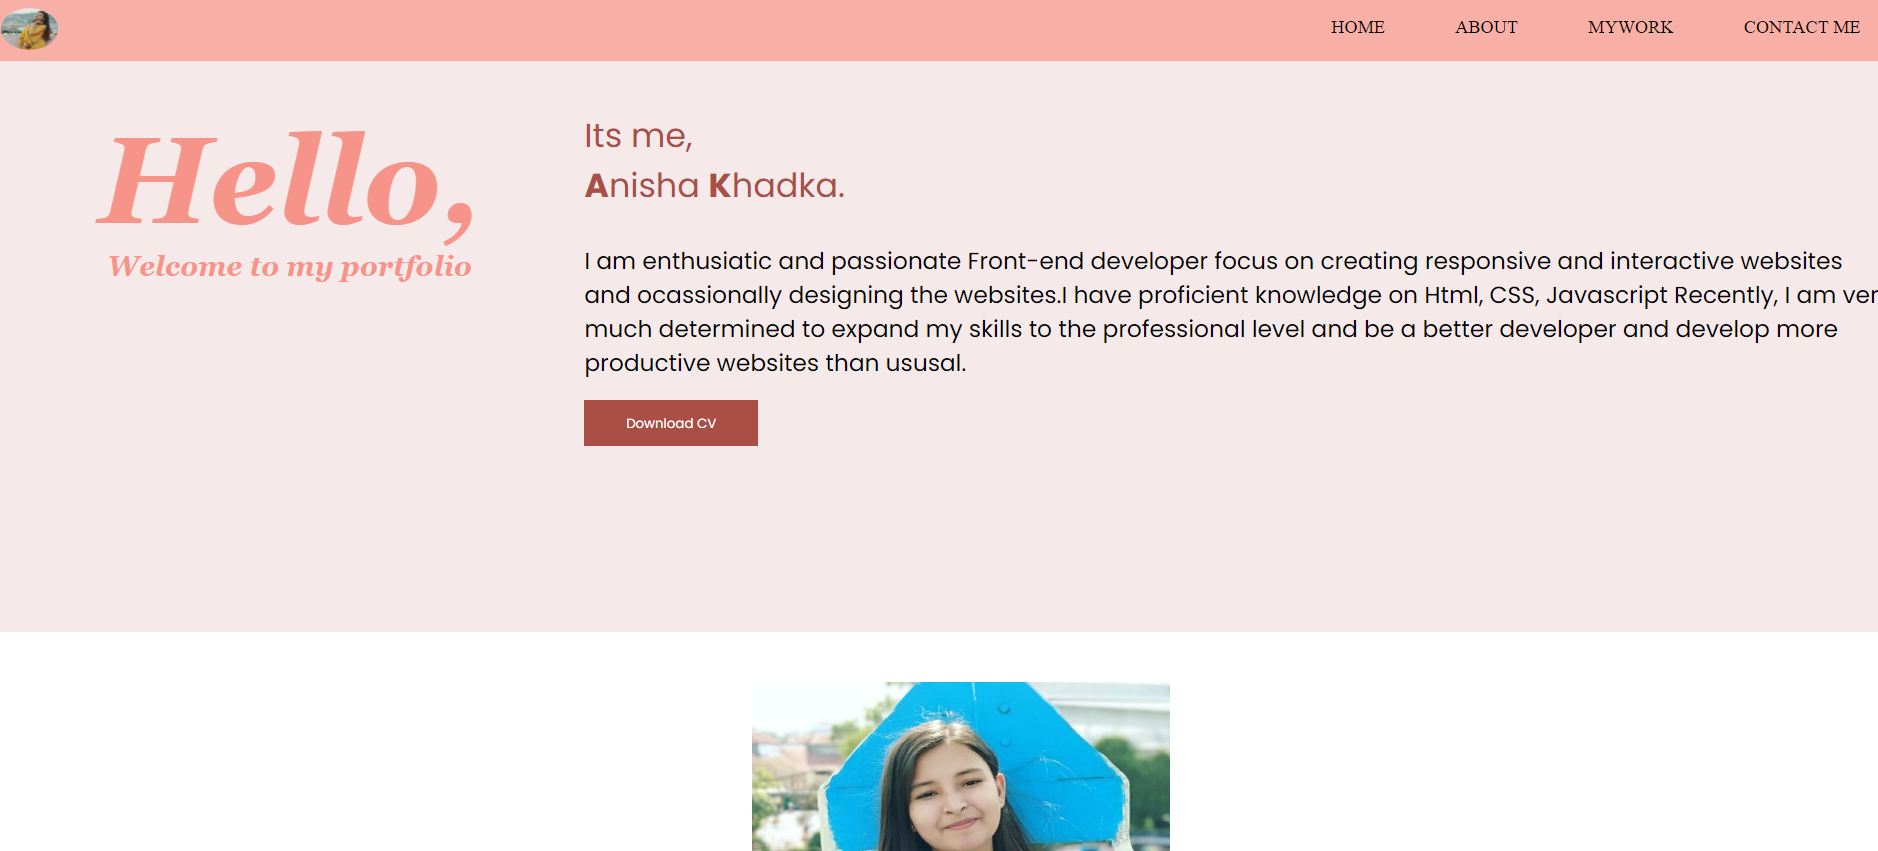 HOME ABOUT MYWORK CONTACT ME
Hello,
Welcome to my portfolio
Its me,
Anisha Khadka.
I am enthusiatic and passionate Front-end developer focus on creating responsive and interactive websites
and ocassionally designing the websites.I have proficient knowledge on Html, CSS, Javascript Recently, I am ver
much determined to expand my skills to the professional level and be a better developer and develop more
productive websites than ususal.
Download CV